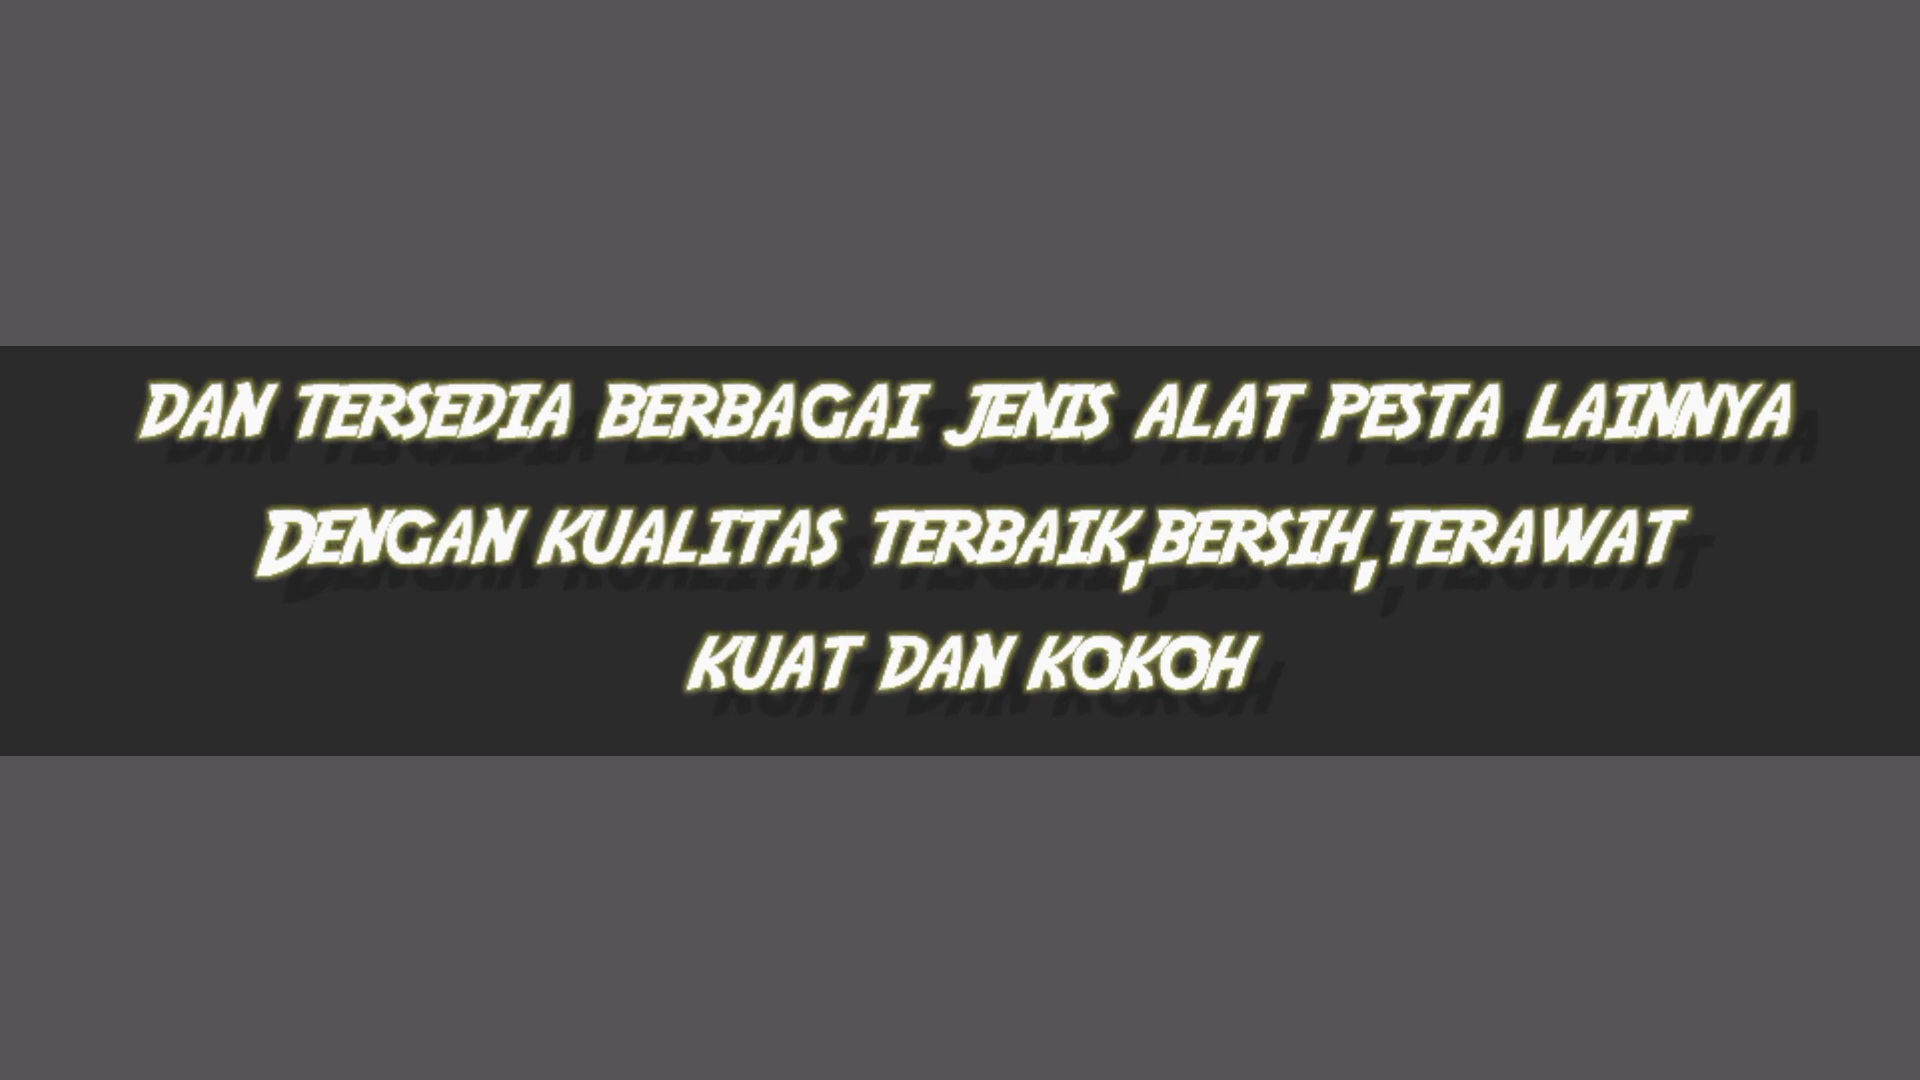 DAN TERSEDIA BERBAGAI JENIS ALAT PESTA LAINNYA
DENGAN KUALITAS TERBAIK,BERSIH,TERAWAT
KUAT DAN KOKOH